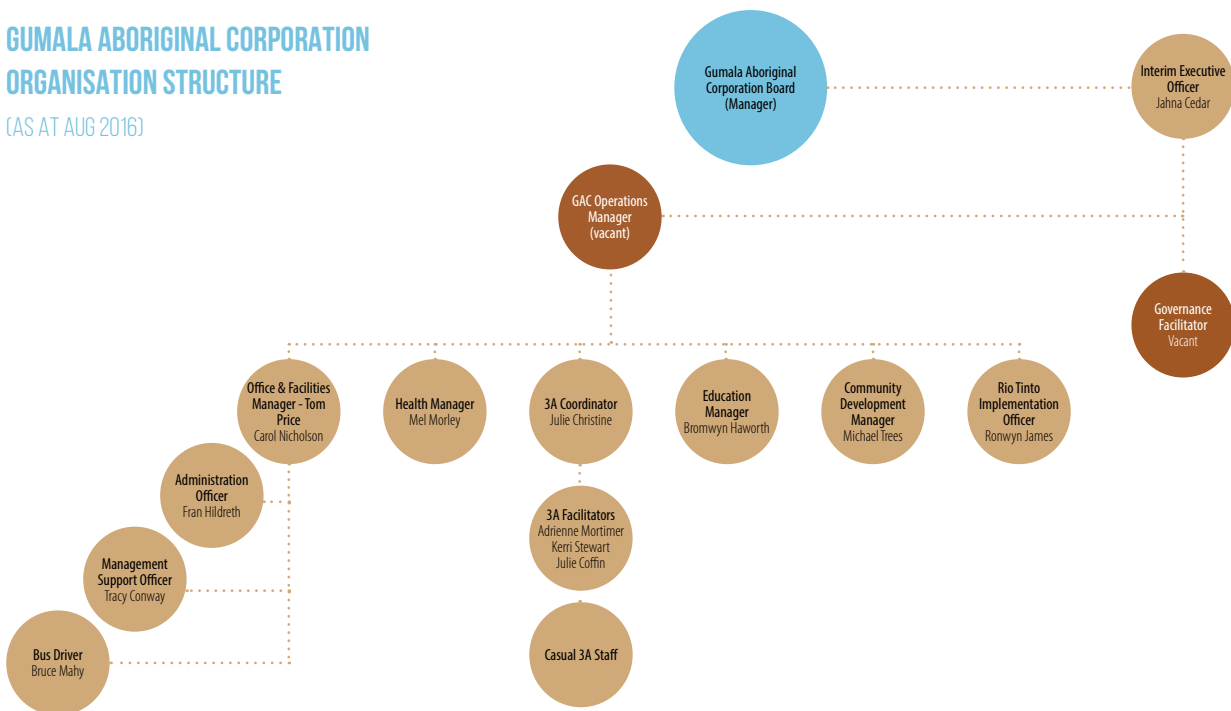 GUMALA ABORIGINAL CORPORATION
ORGANISATION STRUCTURE
(AS AT AUG 2016)
Gumala Aboriginal
Corporation Board
(Manager)
Interim Executive
Officer
Jahna Cedar
GAC Operations
Manager
(vacant)
Governance
Facilitator
Vacant
Office & Facilities
Manager - Tom
Price
Carol Nicholson
Health Manager
Mel Morley
3A Coordinator
Julie Christine
Education
Manager
Bromwyn Haworth
Community
Development
Manager
Michael Trees
Rio Tinto
Implementation
Officer
Ronwyn James
Administration
Officer
Fran Hildreth
Management
Support Officer
Tracy Conway
Bus Driver
Bruce Mahy
3A Facilitators
Adrienne Mortimer
Kerri Stewart
Julie Coffin
Casual 3A Staff